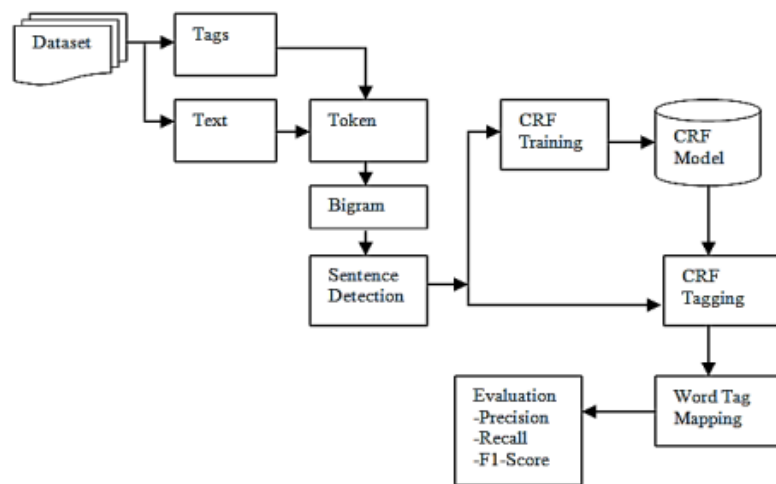 Dataset
Tags
Text
Token
Bigram
Sentence
Detection
CRF
Training
CRF
Model
CRF
Tagging
Word Tag
Mapping
Evaluation
-Precision
-Recall
-F1-Score